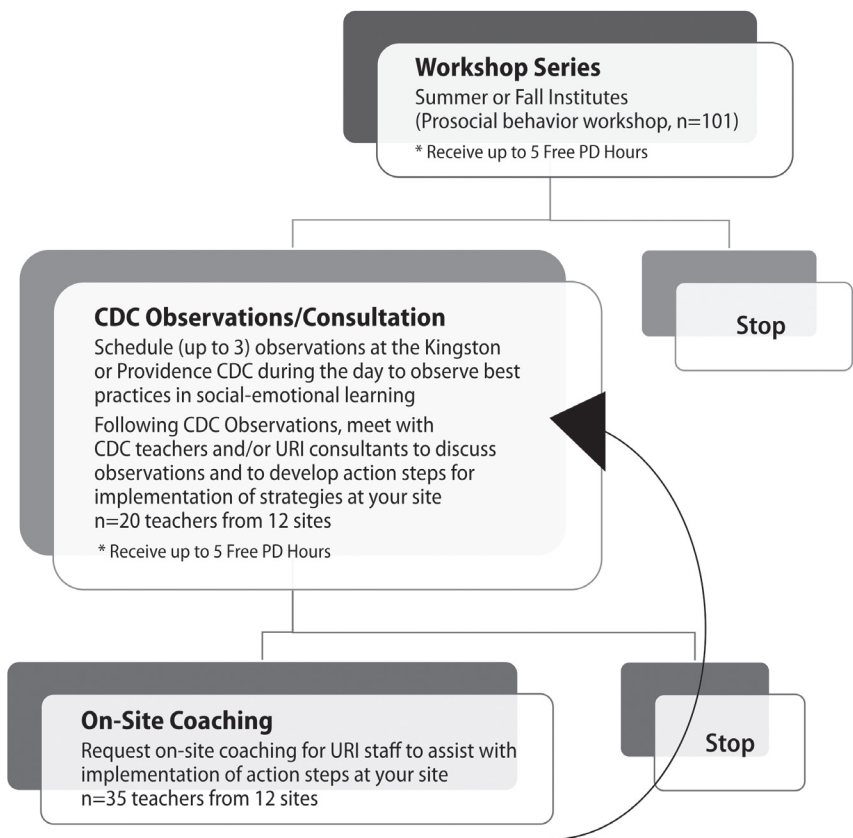 Workshop Series
Summer or Fall Institutes
(Prosocial behavior workshop, n=101)
* Receive up to 5 Free PD Hours
CDC Observations/Consultation
Schedule (up to 3) observations at the Kingston
or Providence CDC during the day to observe best
practices in social-emotional learning
Following CDC Observations, meet with
CDC teachers and/or URI consultants to discuss
observations and to develop action steps for
implementation of strategies at your site
n=20 teachers from 12 sites
* Receive up to 5 Free PD Hours
Stop
On-Site Coaching
Request on-site coaching for URI staff to assist with
implementation of action steps at your site
n=35 teachers from 12 sites
Stop